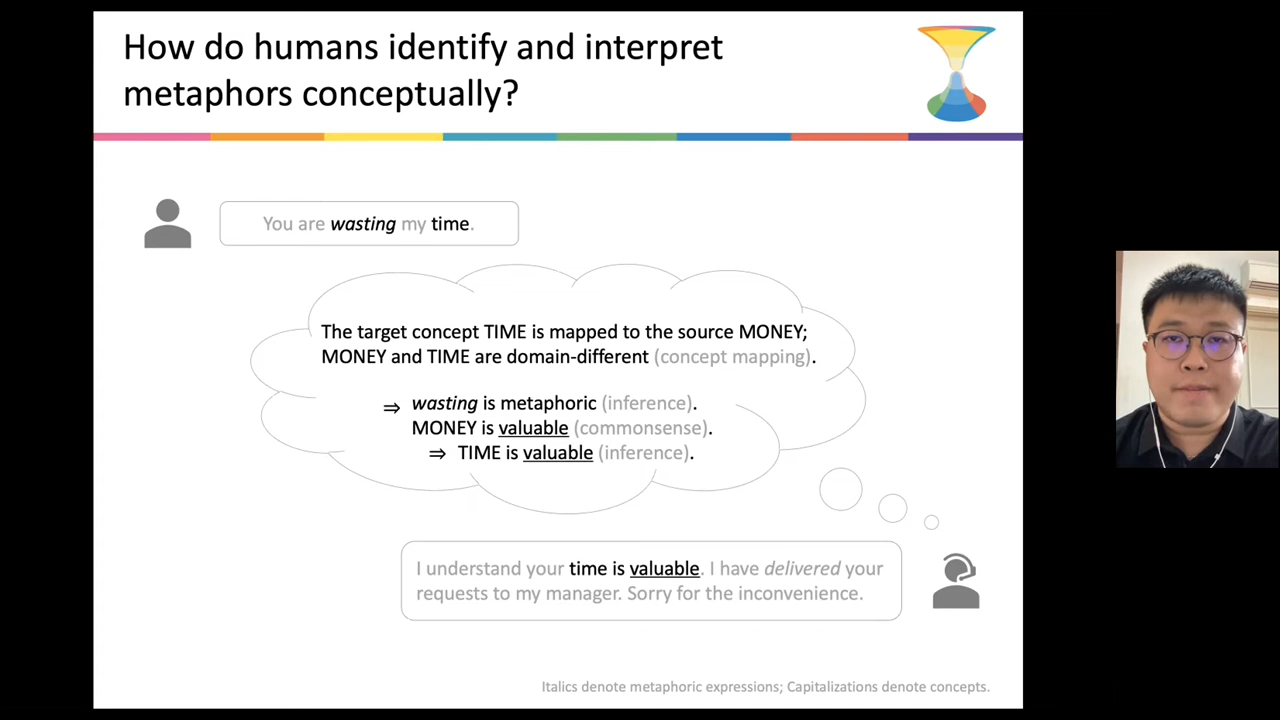 How do humans identify and interpret
metaphors conceptually?
You are wasting my time.
The target concept TIME is mapped to the source MONEY;
MONEY and TIME are domain-different (concept mapping).
⇒ wasting is metaphoric (inference).
MONEY is valuable (commonsense).
⇒ TIME is valuable (inference).
I understand your time is valuable. I have delivered your
requests to my manager. Sorry for the inconvenience.
Italics denote metaphoric expressions; Capitalizations denote concepts.